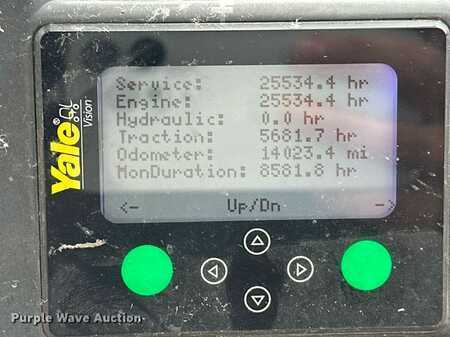 Service: 25534.4 hr
Engine: 25534.4 hr
Hydraulic: 0.0 hr
Traction: 5681.7 hr
Odometer: 14023.4 mi
MonDuration: 8581.8 hr
<- Up/Dn ->
Yale®
Vision
Purple Wave Auction